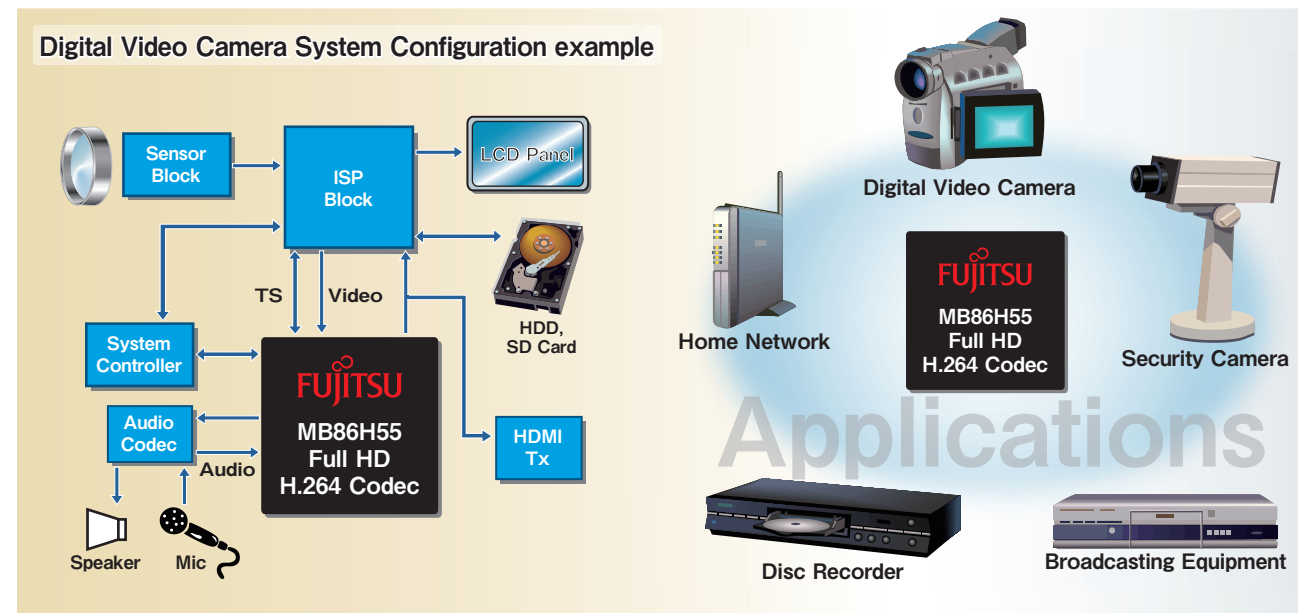 Digital Video Camera System Configuration example
Sensor
Block
ISP
Block
LCD Panel
TS
Video
HDD,
SD Card
System
Controller
FUJITSU
MB86H55
Full HD
H.264 Codec
Audio
Codec
Audio
HDMI
Tx
Speaker
Mic
Digital Video Camera
Home Network
FUJITSU
MB86H55
Full HD
H.264 Codec
Security Camera
Applications
Disc Recorder
Broadcasting Equipment